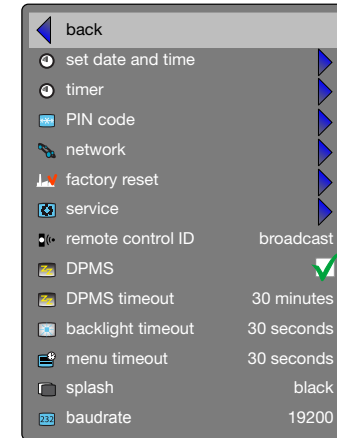 back
set date and time
timer
PIN code
network
factory reset
service
remote control ID broadcast
DPMS
DPMS timeout 30 minutes
backlight timeout 30 seconds
menu timeout 30 seconds
splash black
232 baudrate 19200